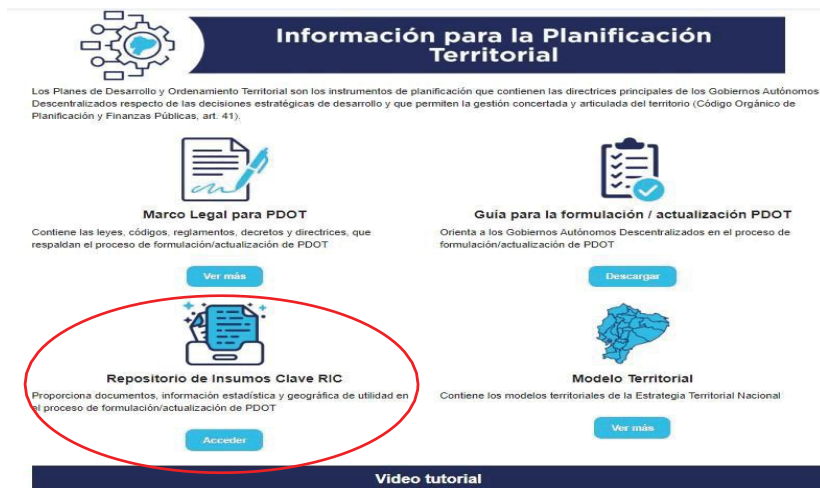 Información para la Planificación
Territorial
Los Planes de Desarrollo y Ordenamiento Territorial son los instrumentos de planificación que contienen las directrices principales de los Gobiernos Autónomos
Descentralizados respecto de las decisiones estratégicas de desarrollo y que permiten la gestión concertada y articulada del territorio (Código Orgánico de
Planificación y Finanzas Públicas, art. 41).
Marco Legal para PDOT
Contiene las leyes, códigos, reglamentos, decretos y directrices, que
respaldan el proceso de formulación/actualización de PDOT
Ver más
Guía para la formulación / actualización PDOT
Orienta a los Gobiernos Autónomos Descentralizados en el proceso de
formulación/actualización de PDOT
Descargar
Repositorio de Insumos Clave RIC
Proporciona documentos, información estadística y geográfica de utilidad en
el proceso de formulación/actualización de PDOT
Acceder
Modelo Territorial
Contiene los modelos territoriales de la Estrategia Territorial Nacional
Ver más
Video tutorial